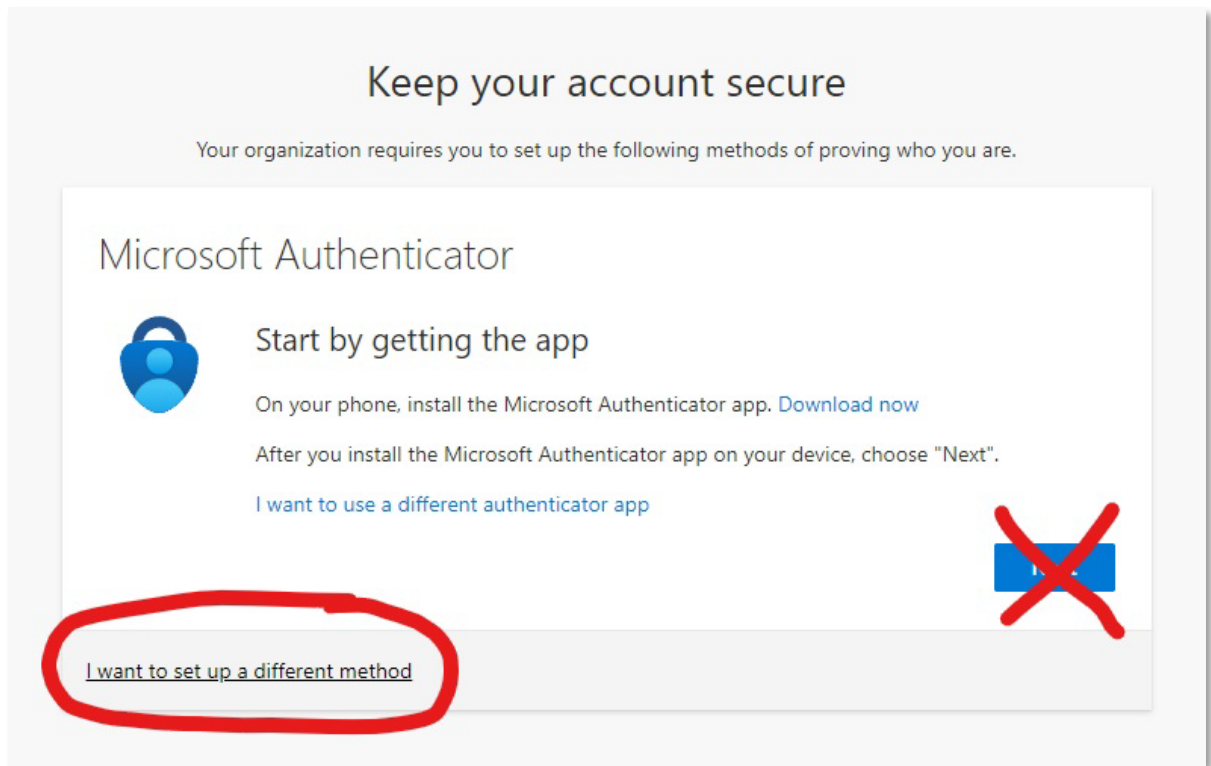 Keep your account secure
Your organization requires you to set up the following methods of proving who you are.
Microsoft Authenticator
Start by getting the app
On your phone, install the Microsoft Authenticator app. Download now
After you install the Microsoft Authenticator app on your device, choose "Next".
I want to use a different authenticator app
I want to set up a different method